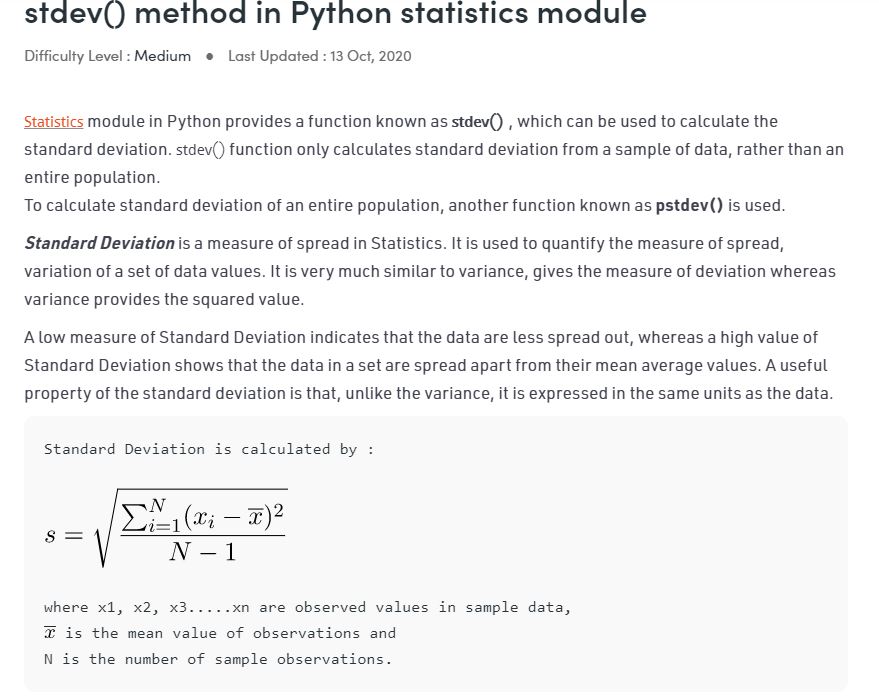 stdev() method in Python statistics module
Difficulty Level : Medium ● Last Updated : 13 Oct, 2020
Statistics module in Python provides a function known as stdev() , which can be used to calculate the
standard deviation. stdev() function only calculates standard deviation from a sample of data, rather than an
entire population.
To calculate standard deviation of an entire population, another function known as pstdev() is used.
Standard Deviation is a measure of spread in Statistics. It is used to quantify the measure of spread,
variation of a set of data values. It is very much similar to variance, gives the measure of deviation whereas
variance provides the squared value.
A low measure of Standard Deviation indicates that the data are less spread out, whereas a high value of
Standard Deviation shows that the data in a set are spread apart from their mean average values. A useful
property of the standard deviation is that, unlike the variance, it is expressed in the same units as the data.
Standard Deviation is calculated by :
s = √(∑ᵢ₌₁ᴺ (xᵢ − x̅)² / (N − 1))
where x1, x2, x3.....xn are observed values in sample data,
x̅ is the mean value of observations and
N is the number of sample observations.